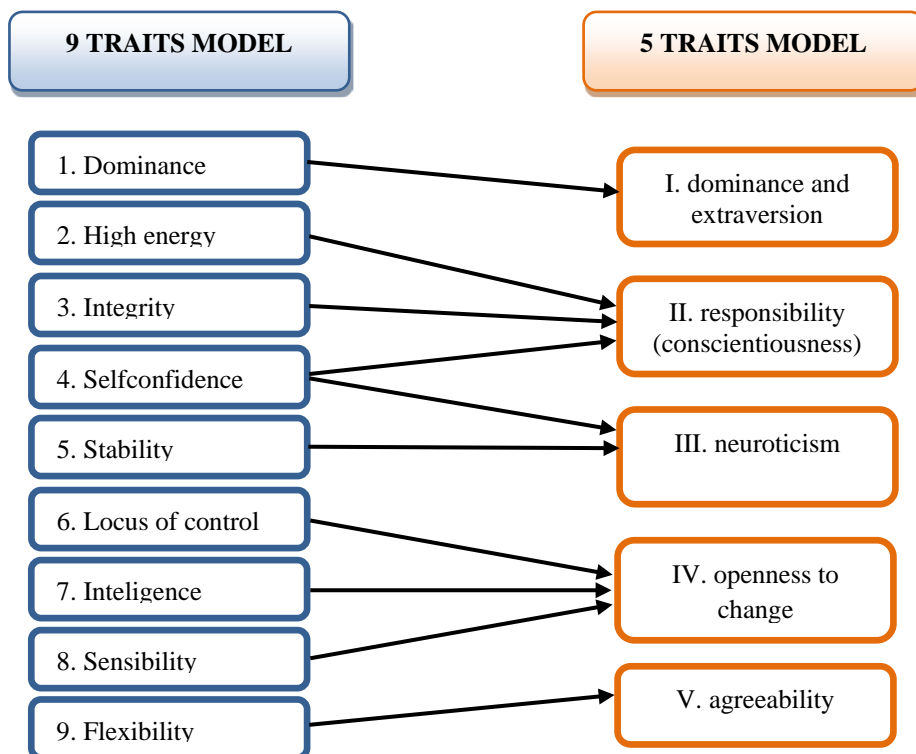 9 TRAITS MODEL
5 TRAITS MODEL
1. Dominance
2. High energy
3. Integrity
4. Selfconfidence
5. Stability
6. Locus of control
7. Inteligence
8. Sensibility
9. Flexibility
I. dominance and
extraversion
II. responsibility
(conscientiousness)
III. neuroticism
IV. openness to
change
V. agreeability